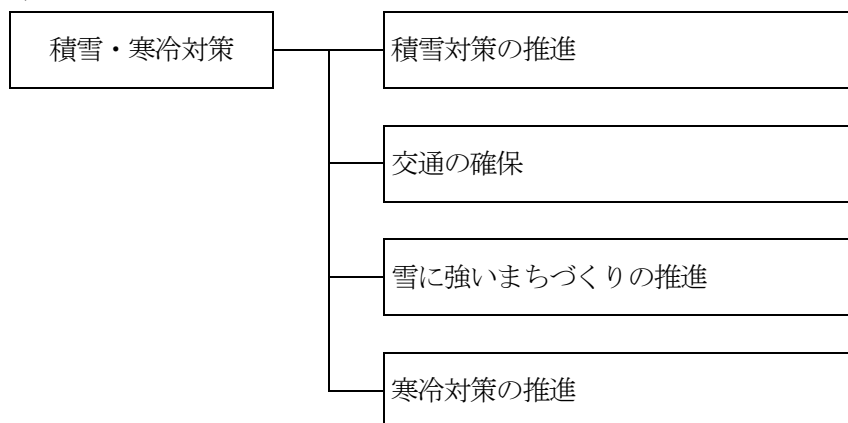 積雪・寒冷対策
積雪対策の推進
交通の確保
雪に強いまちづくりの推進
寒冷対策の推進